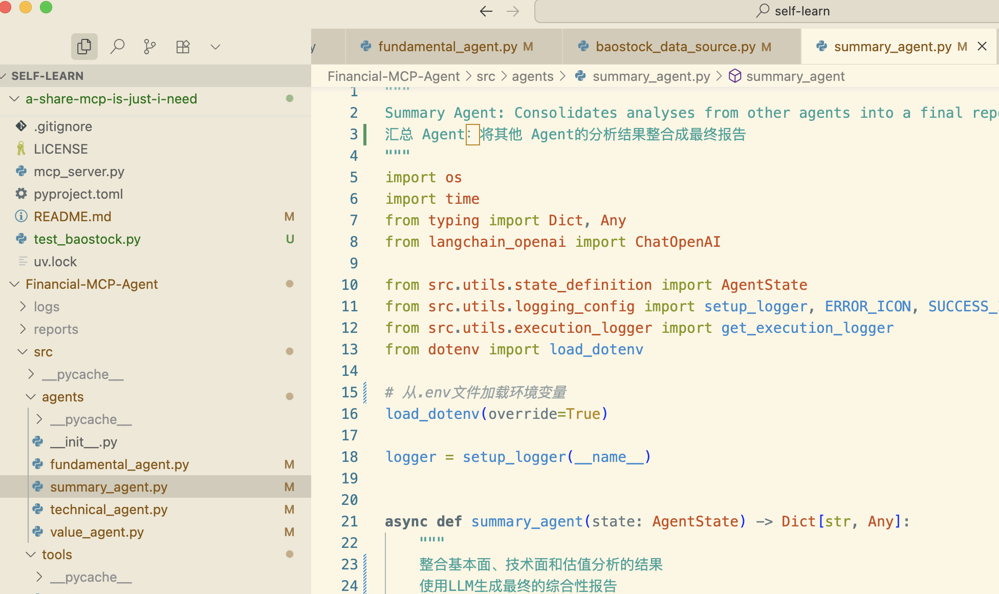 self-learn
fundamental_agent.py M
baostock_data_source.py M
summary_agent.py M
SELF-LEARN
a-share-mcp-is-just-i-need
.gitignore
LICENSE
mcp_server.py
pyproject.toml
README.md M
test_baostock.py U
uv.lock
Financial-MCP-Agent
logs
reports
src
__pycache__
agents
__pycache__
__init__.py
fundamental_agent.py M
summary_agent.py M
technical_agent.py M
value_agent.py M
tools
__pycache__
Financial-MCP-Agent > src > agents > summary_agent.py > summary_agent
1 """
2 Summary Agent: Consolidates analyses from other agents into a final repo
3 汇总 Agent：将其他 Agent的分析结果整合成最终报告
4 """
5 import os
6 import time
7 from typing import Dict, Any
8 from langchain_openai import ChatOpenAI
9
10 from src.utils.state_definition import AgentState
11 from src.utils.logging_config import setup_logger, ERROR_ICON, SUCCESS_
12 from src.utils.execution_logger import get_execution_logger
13 from dotenv import load_dotenv
14
15 # 从.env文件加载环境变量
16 load_dotenv(override=True)
17
18 logger = setup_logger(__name__)
19
20
21 async def summary_agent(state: AgentState) -> Dict[str, Any]:
22 """
23 整合基本面、技术面和估值分析的结果
24 使用LLM生成最终的综合性报告